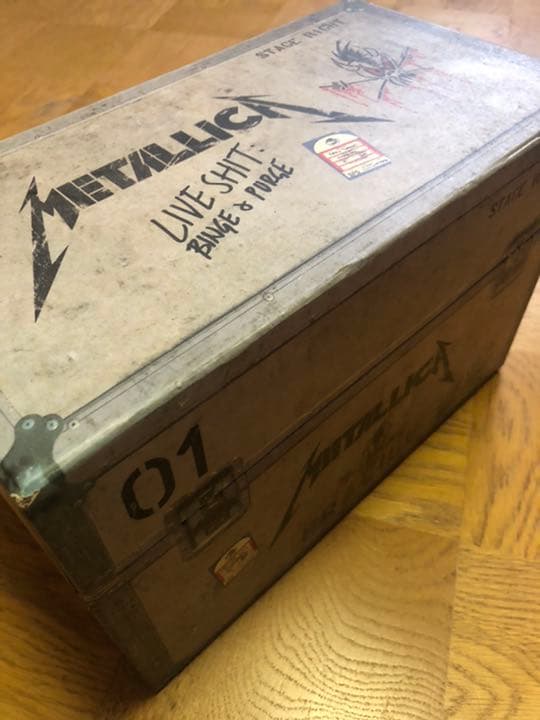 STAGE RIGHT
METALLICA
LIVE SHIT:
BINGE & PURGE
01
METALLICA